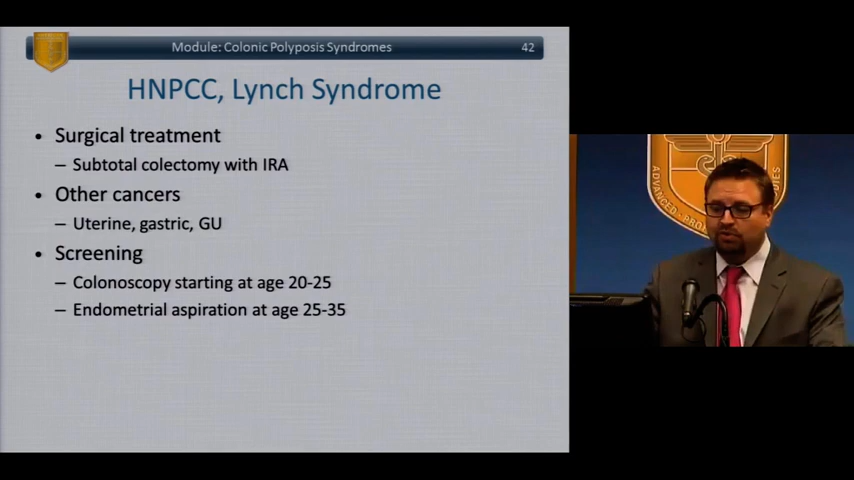 Module: Colonic Polyposis Syndromes
42
HNPCC, Lynch Syndrome
• Surgical treatment
– Subtotal colectomy with IRA
• Other cancers
– Uterine, gastric, GU
• Screening
– Colonoscopy starting at age 20-25
– Endometrial aspiration at age 25-35
ADVANCED